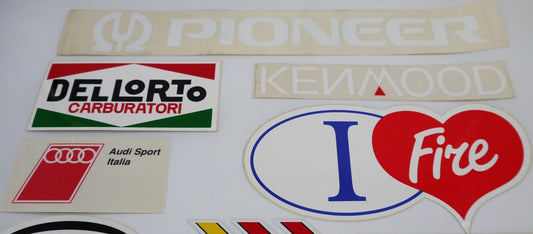 PIONEER
KENWOOD
DELLORTO
CARBURATORI
Audi Sport
Italia
I
Fire